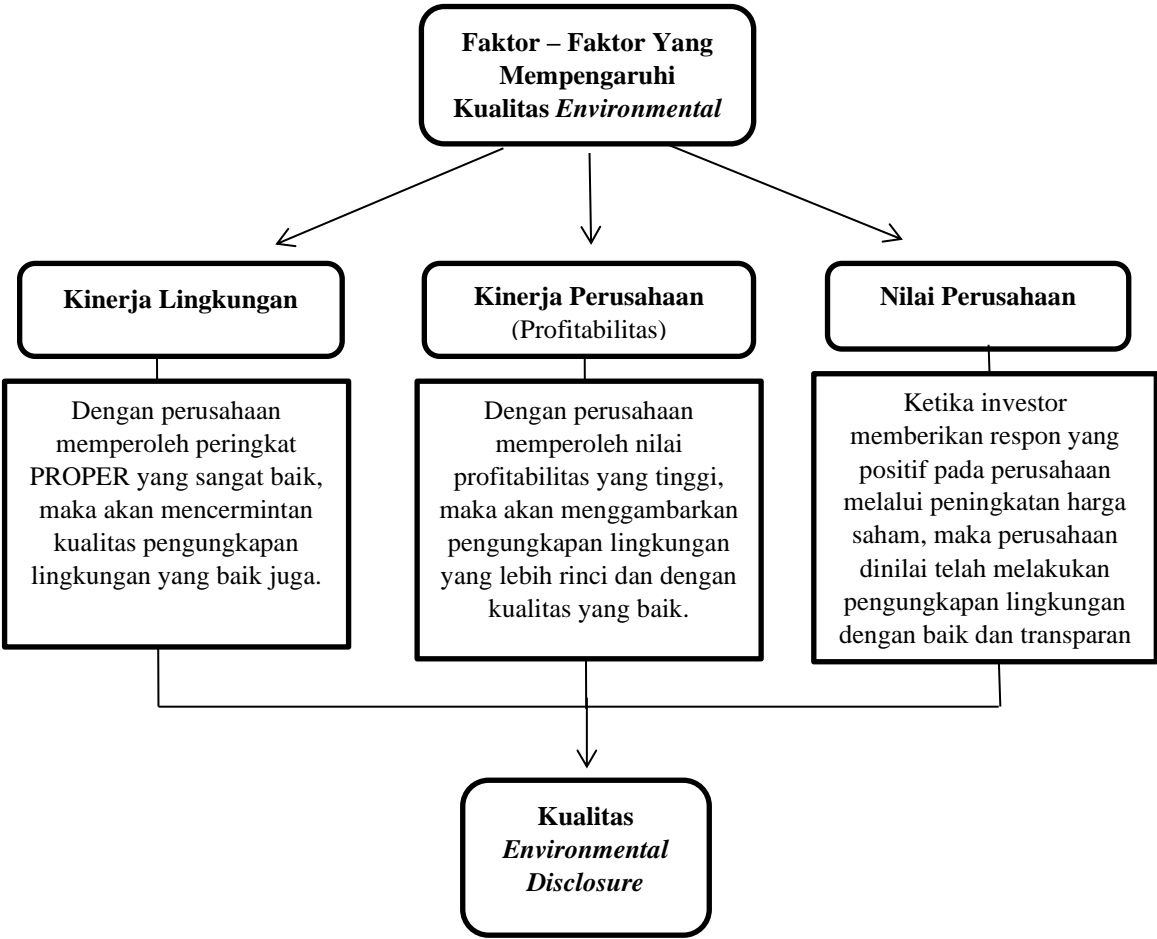 Faktor – Faktor Yang
Mempengaruhi
Kualitas Environmental
Kinerja Lingkungan
Kinerja Perusahaan
(Profitabilitas)
Nilai Perusahaan
Dengan perusahaan
memperoleh peringkat
PROPER yang sangat baik,
maka akan mencermintan
kualitas pengungkapan
lingkungan yang baik juga.
Dengan perusahaan
memperoleh nilai
profitabilitas yang tinggi,
maka akan menggambarkan
pengungkapan lingkungan
yang lebih rinci dan dengan
kualitas yang baik.
Ketika investor
memberikan respon yang
positif pada perusahaan
melalui peningkatan harga
saham, maka perusahaan
dinilai telah melakukan
pengungkapan lingkungan
dengan baik dan transparan
Kualitas
Environmental
Disclosure